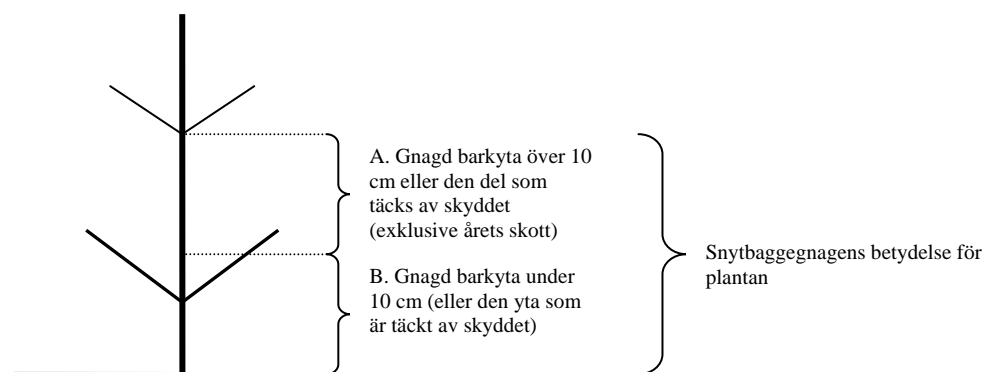 A. Gnagd barkyta över 10
cm eller den del som
täcks av skyddet
(exklusive årets skott)
B. Gnagd barkyta under
10 cm (eller den yta som
är täckt av skyddet)
Snytbaggegnagens betydelse för
plantan